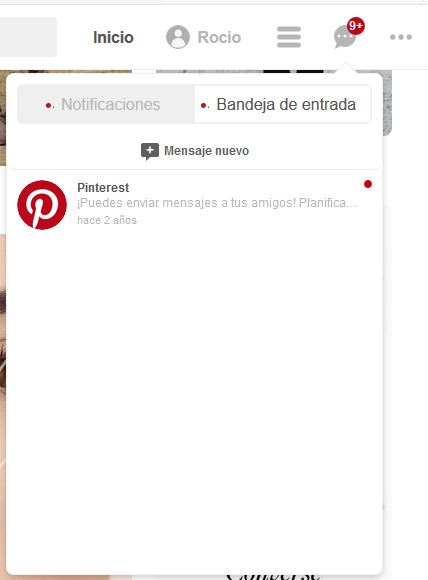 Inicio
Rocio
9+
Notificaciones
Bandeja de entrada
Mensaje nuevo
Pinterest
¡Puedes enviar mensajes a tus amigos! Planifica...
hace 2 años
Converse